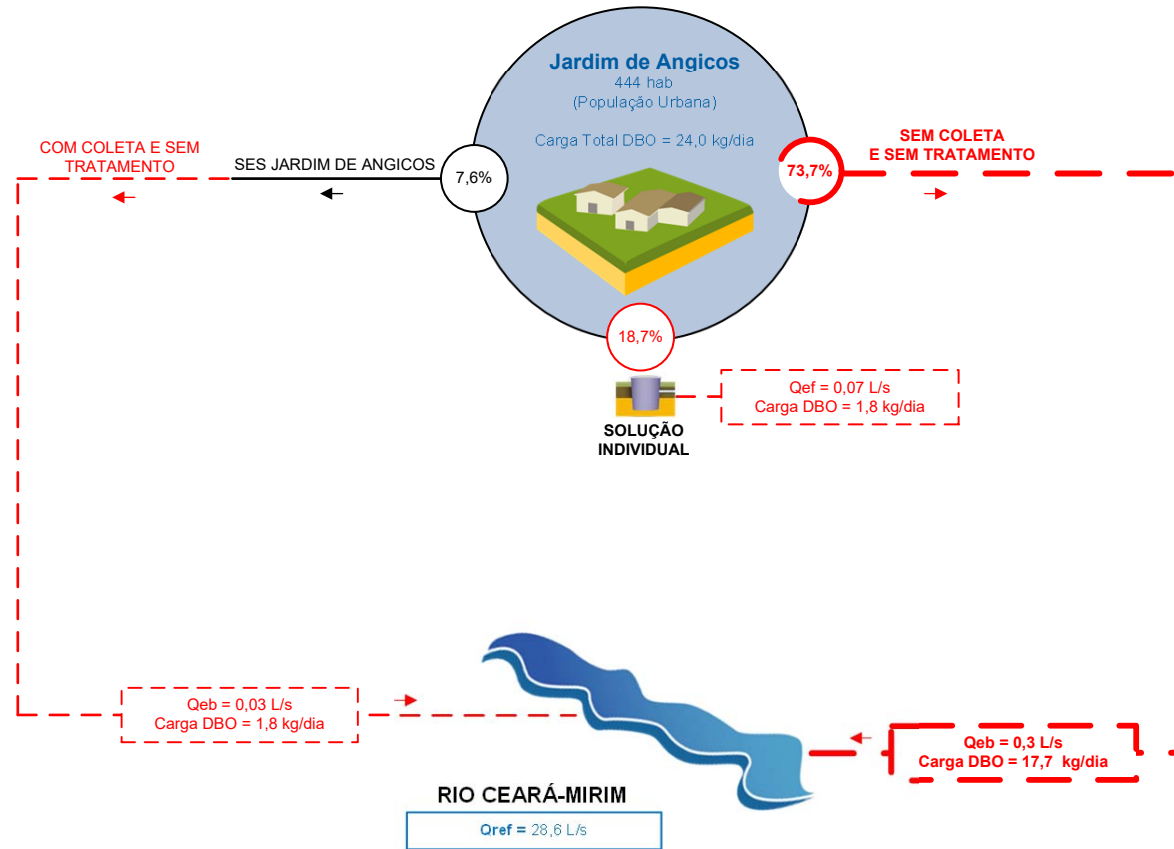 Jardim de Angicos
444 hab
(População Urbana)
Carga Total DBO = 24,0 kg/dia
COM COLETA E SEM
TRATAMENTO
SES JARDIM DE ANGICOS
7,6%
73,7%
SEM COLETA
E SEM TRATAMENTO
18,7%
SOLUÇÃO
INDIVIDUAL
Qef = 0,07 L/s
Carga DBO = 1,8 kg/dia
Qeb = 0,03 L/s
Carga DBO = 1,8 kg/dia
Qeb = 0,3 L/s
Carga DBO = 17,7 kg/dia
RIO CEARÁ-MIRIM
Qref = 28,6 L/s